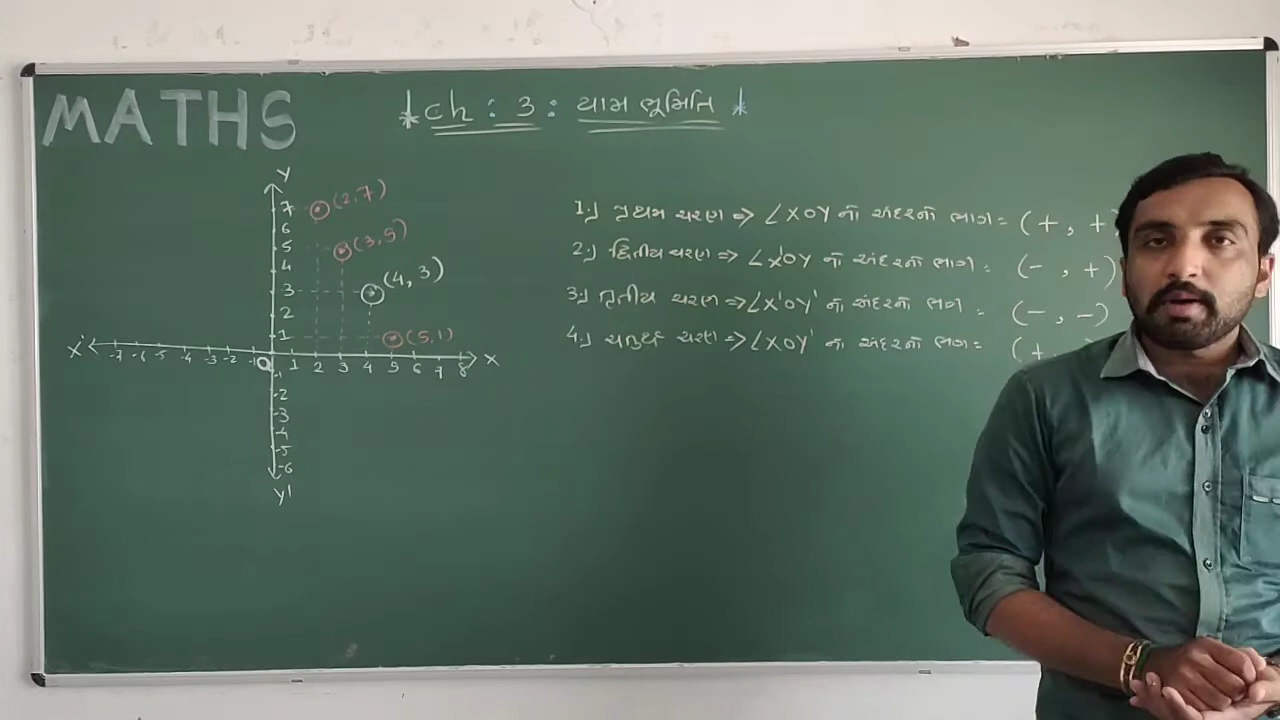 MATHS
* Ch : 3 : યામ ભૂમિતિ *
Y
7 (2,7)
6
5 (3,5)
4
3 (4,3)
2
1 (5,1)
X' -7 -6 -5 -4 -3 -2 -1 O 1 2 3 4 5 6 7 8 X
-1
-2
-3
-4
-5
-6
Y'
1.) પ્રથમ ચરણ => ∠XOY નો અંદરનો ભાગ = (+, +
2.) દ્વિતીય ચરણ => ∠X'OY નો અંદરનો ભાગ = (-, +)
3.) તૃતીય ચરણ => ∠X'OY' નો અંદરનો ભાગ = (-, -)
4.) ચતુર્થ ચરણ => ∠XOY' નો અંદરનો ભાગ = (+,